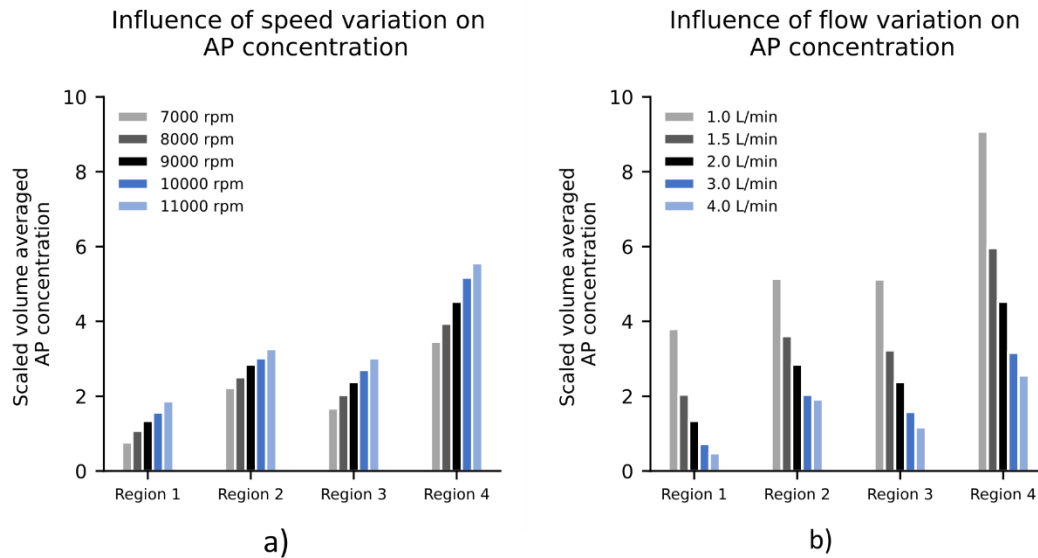 Influence of speed variation on
AP concentration
Scaled volume averaged
AP concentration
10
8
6
4
2
0
7000 rpm
8000 rpm
9000 rpm
10000 rpm
11000 rpm
Region 1
Region 2
Region 3
Region 4
a)
Influence of flow variation on
AP concentration
Scaled volume averaged
AP concentration
10
8
6
4
2
0
1.0 L/min
1.5 L/min
2.0 L/min
3.0 L/min
4.0 L/min
Region 1
Region 2
Region 3
Region 4
b)